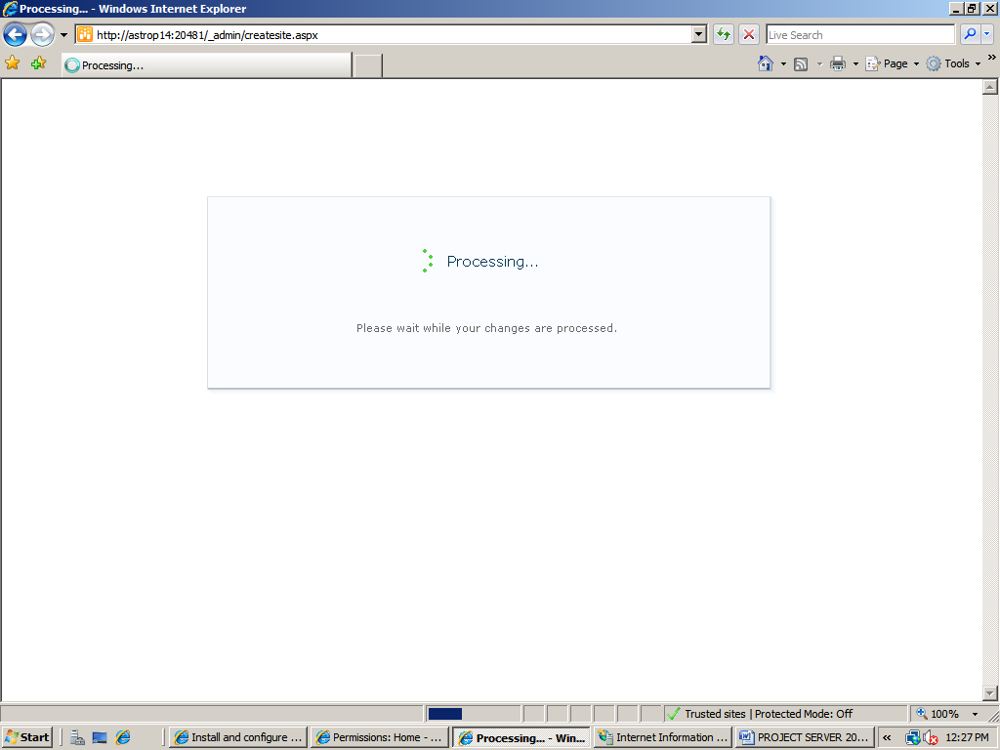 Processing... - Windows Internet Explorer
http://astrop14:20481/_admin/createsite.aspx
Live Search
Processing...
Page
Tools
»
Processing...
Please wait while your changes are processed.
Trusted sites | Protected Mode: Off
100%
Start
Install and configure ...
Permissions: Home - ...
Processing... - Win...
Internet Information ...
PROJECT SERVER 20...
«
12:27 PM